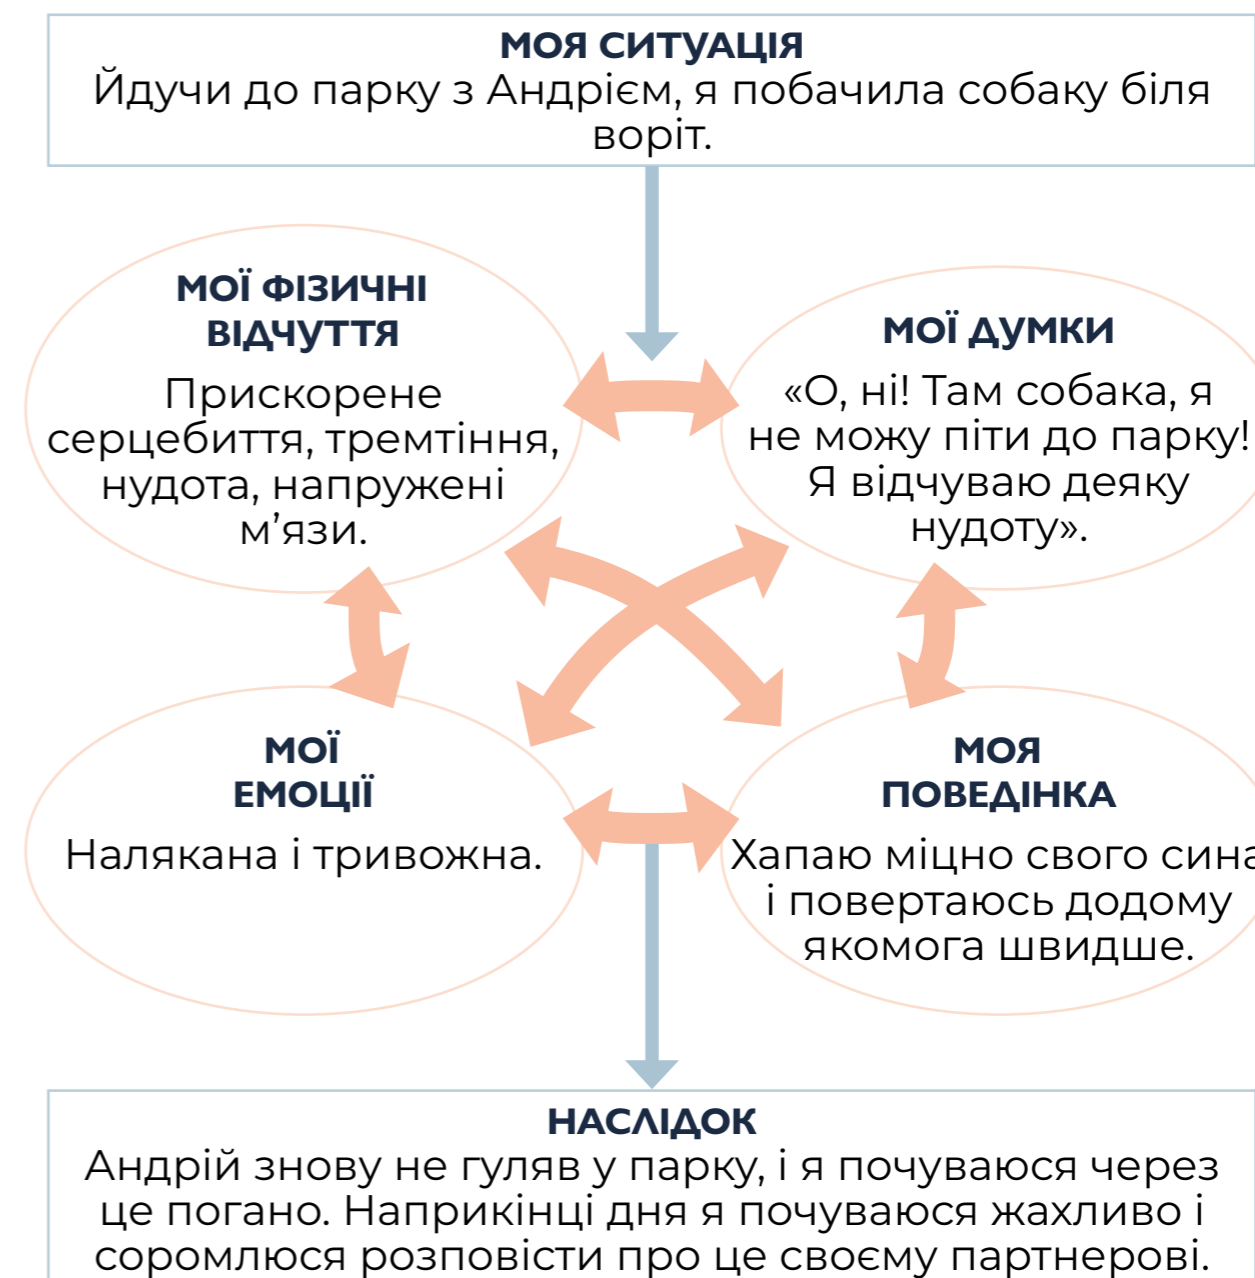 МОЯ СИТУАЦІЯ
Йдучи до парку з Андрієм, я побачила собаку біля
воріт.
МОЇ ФІЗИЧНІ
ВІДЧУТТЯ
Прискорене
серцебиття, тремтіння,
нудота, напружені
м’язи.
МОЇ ДУМКИ
«О, ні! Там собака, я
не можу піти до парку!
Я відчуваю деяку
нудоту».
МОЇ
ЕМОЦІЇ
Налякана і тривожна.
МОЯ
ПОВЕДІНКА
Хапаю міцно свого сина
і повертаюсь додому
якомога швидше.
НАСЛІДОК
Андрій знову не гуляв у парку, і я почуваюся через
це погано. Наприкінці дня я почуваюся жахливо і
соромлюся розповісти про це своєму партнерові.